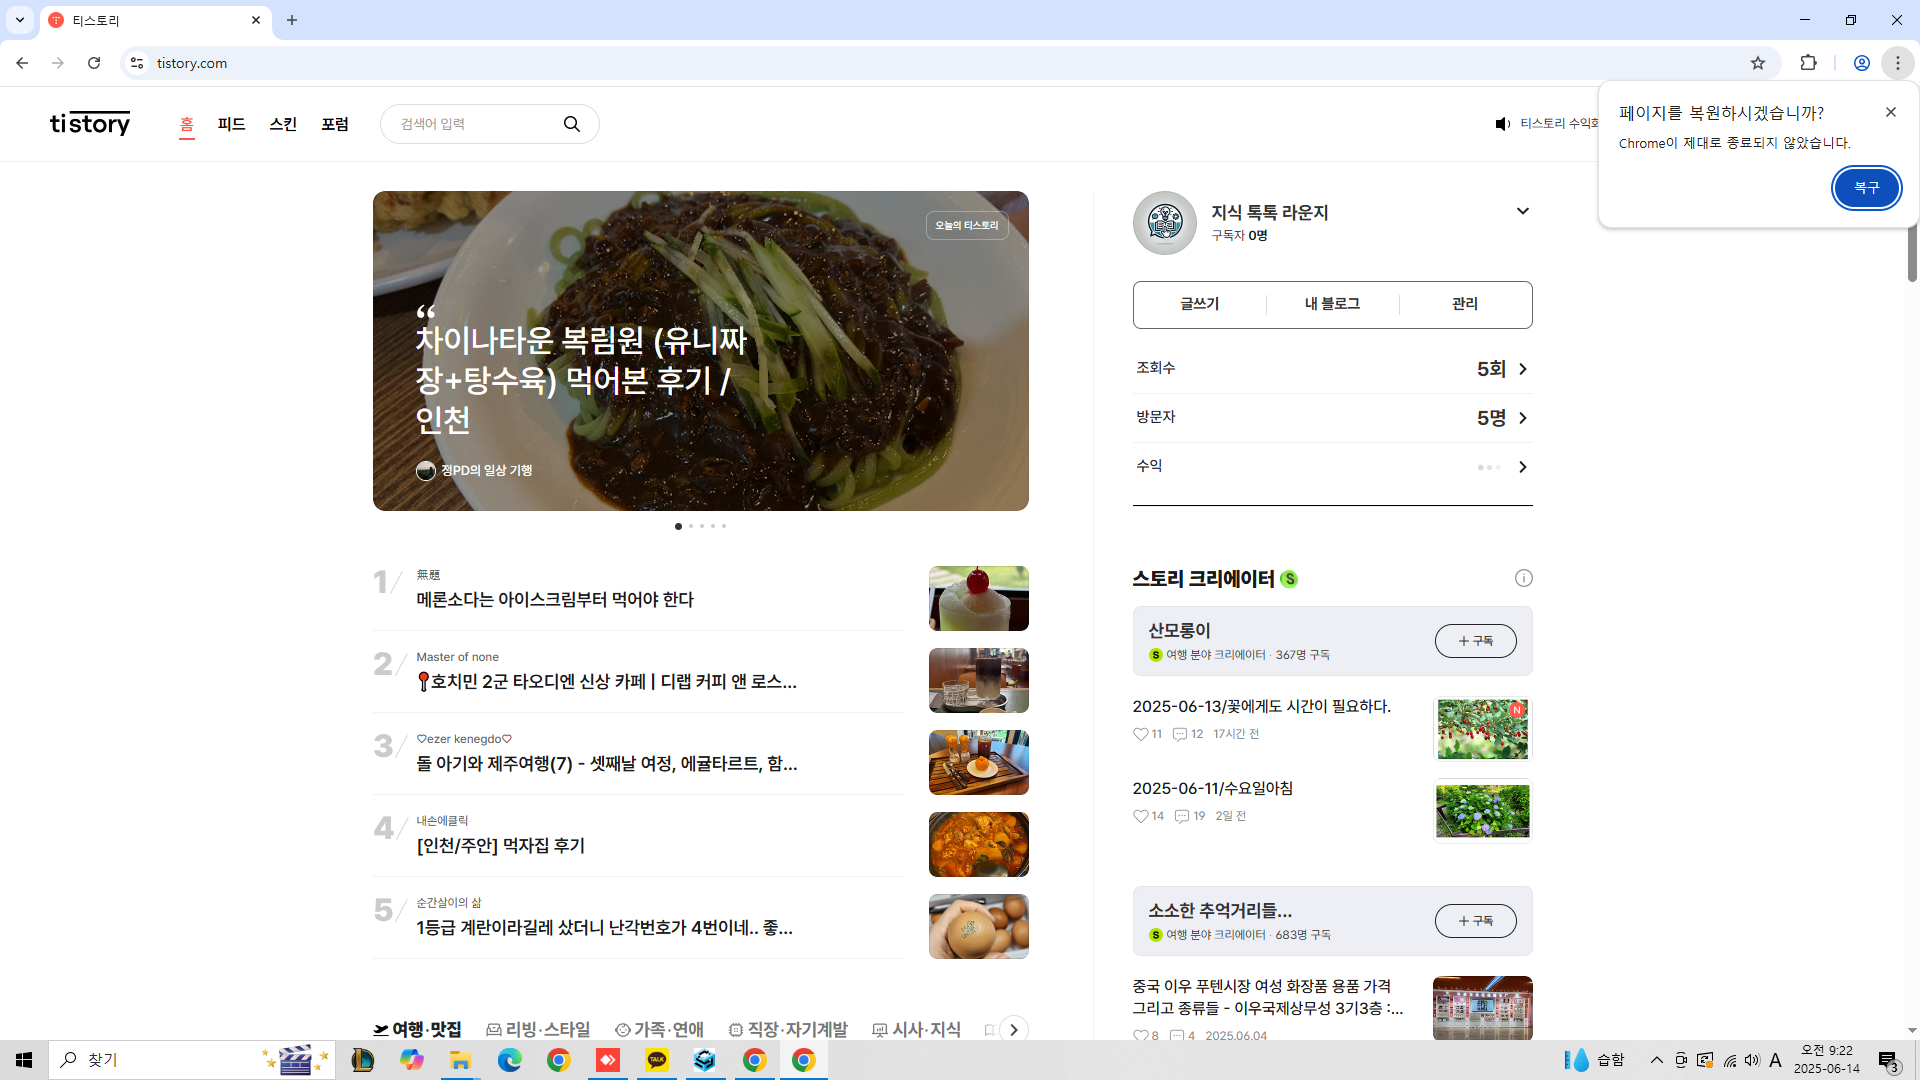 티스토리
tistory.com
tistory
홈
피드
스킨
포럼
검색어 입력
티스토리 수익화
페이지를 복원하시겠습니까?
Chrome이 제대로 종료되지 않았습니다.
복구
오늘의 티스토리
차이나타운 복림원 (유니짜
장+탕수육) 먹어본 후기 /
인천
정PD의 일상 기행
지식 톡톡 라운지
구독자 0명
글쓰기
내 블로그
관리
조회수
5회
방문자
5명
수익
1
無題
메론소다는 아이스크림부터 먹어야 한다
2
Master of none
📍호치민 2군 타오디엔 신상 카페 | 디랩 커피 앤 로스...
3
♡ezer kenegdo♡
돌 아기와 제주여행(7) - 셋째날 여정, 에귤타르트, 함...
4
내손에클릭
[인천/주안] 먹자집 후기
5
순간살이의 삶
1등급 계란이라길레 샀더니 난각번호가 4번이네.. 좋...
여행·맛집
리빙·스타일
가족·연애
직장·자기계발
시사·지식
스토리 크리에이터 S
산모롱이
S 여행 분야 크리에이터 · 367명 구독
+ 구독
2025-06-13/꽃에게도 시간이 필요하다.
11 12 17시간 전
N
2025-06-11/수요일아침
14 19 2일 전
소소한 추억거리들...
S 여행 분야 크리에이터 · 683명 구독
+ 구독
중국 이우 푸텐시장 여성 화장품 용품 가격
그리고 종류들 - 이우국제상무성 3기3층 :...
8 4 2025.06.04
찾기
TALK
습함
A
오전 9:22
2025-06-14
3